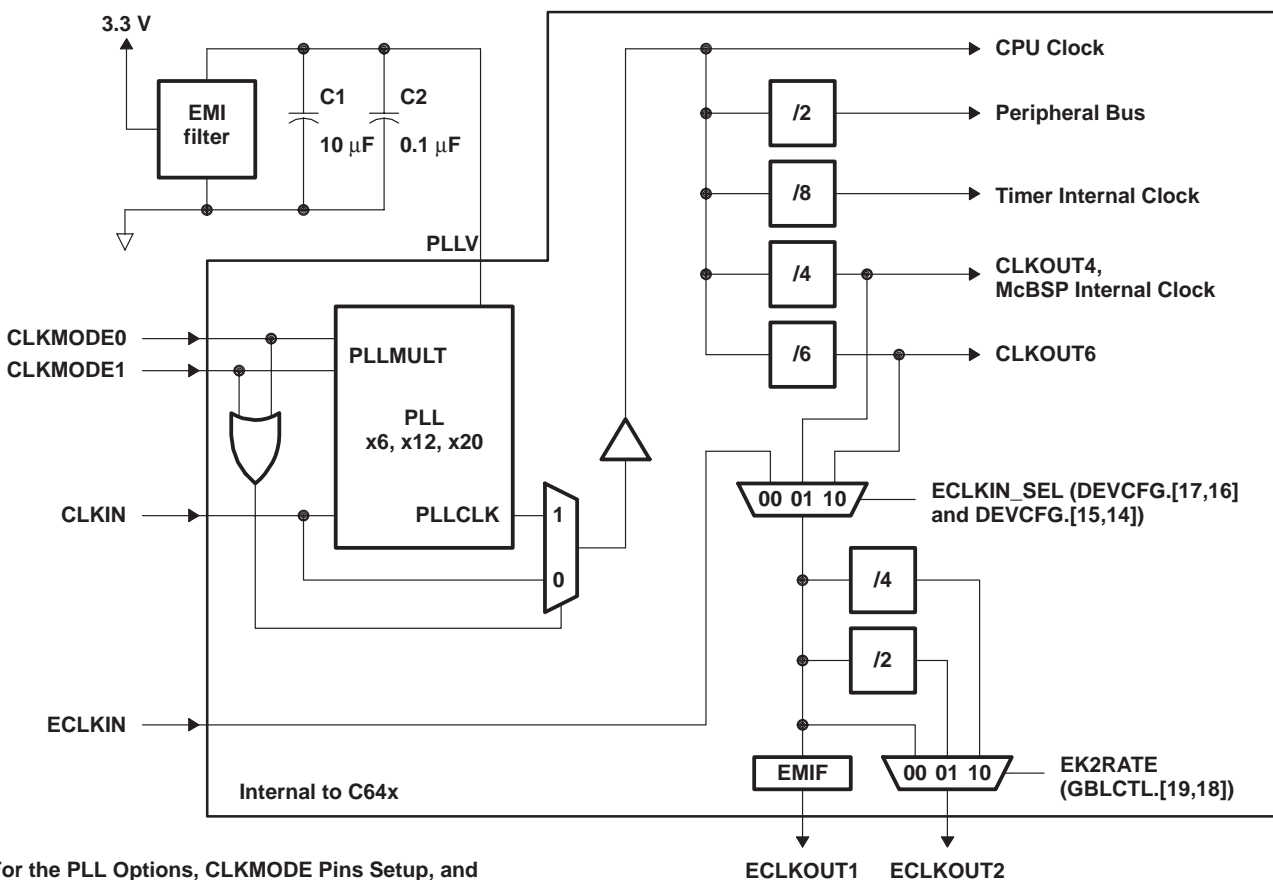 3.3 V
EMI
filter
C1
10 μF
C2
0.1 μF
PLLV
CPU Clock
/2
Peripheral Bus
/8
Timer Internal Clock
/4
CLKOUT4,
McBSP Internal Clock
/6
CLKOUT6
CLKMODE0
CLKMODE1
PLLMULT
PLL
x6, x12, x20
CLKIN
PLLCLK
1
0
00 01 10
ECLKIN_SEL (DEVCFG.[17,16]
and DEVCFG.[15,14])
/4
/2
ECLKIN
EMIF
00 01 10
EK2RATE
(GBLCTL.[19,18])
Internal to C64x
ECLKOUT1
ECLKOUT2
For the PLL Options, CLKMODE Pins Setup, and